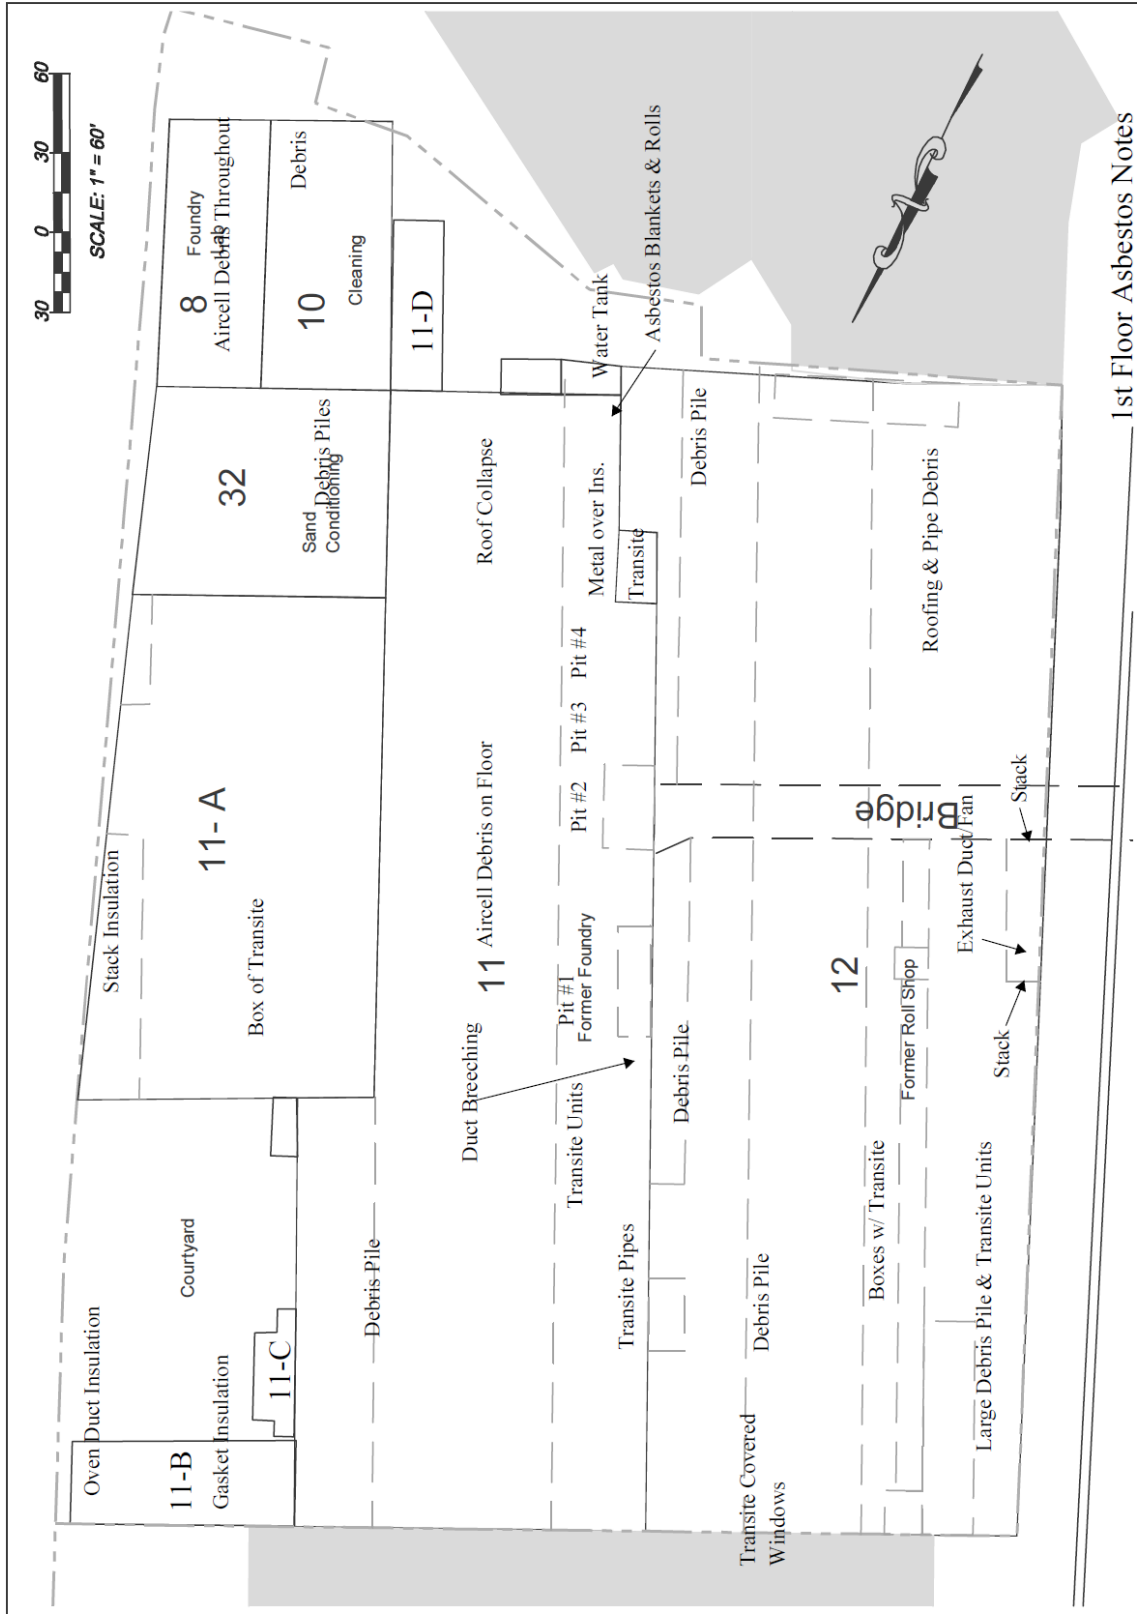 60
30
0
30
SCALE: 1" = 60'
8
Foundry
Lab
Aircell Debris Throughout
10
Debris
Cleaning
11-D
32
Debris Piles
Sand
Conditioning
Roof Collapse
Water Tank
Asbestos Blankets & Rolls
Metal over Ins.
Transite
Debris Pile
Roofing & Pipe Debris
11- A
Stack Insulation
Box of Transite
11
Aircell Debris on Floor
Pit #4
Pit #3
Pit #2
Pit #1
Former Foundry
Duct Breeching
Transite Units
Debris Pile
Bridge
12
Former Roll Shop
Exhaust Duct/Fan
Stack
Stack
Courtyard
Oven Duct Insulation
11-B
Gasket Insulation
11-C
Debris Pile
Transite Pipes
Debris Pile
Boxes w/ Transite
Transite Covered
Windows
Large Debris Pile & Transite Units
1st Floor Asbestos Notes